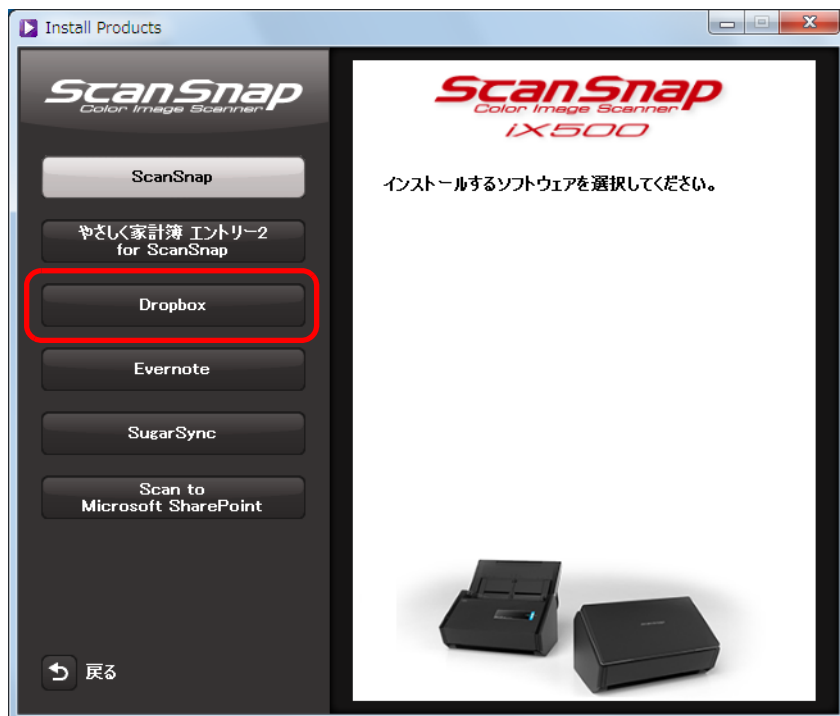 Install Products
ScanSnap
Color Image Scanner
ScanSnap
やさしく家計簿 エントリー2
for ScanSnap
Dropbox
Evernote
SugarSync
Scan to
Microsoft SharePoint
戻る
ScanSnap
Color Image Scanner
iX500
インストールするソフトウェアを選択してください。